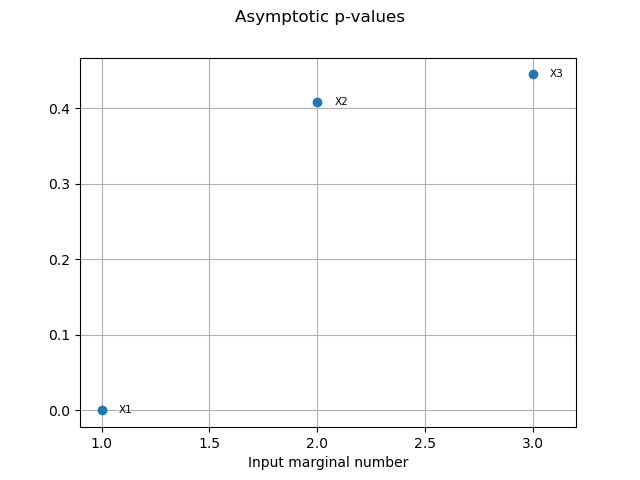 Asymptotic p-values
X3
0.4
X2
0.3
0.2
0.1
0.0
X1
1.0 1.5 2.0 2.5 3.0
Input marginal number